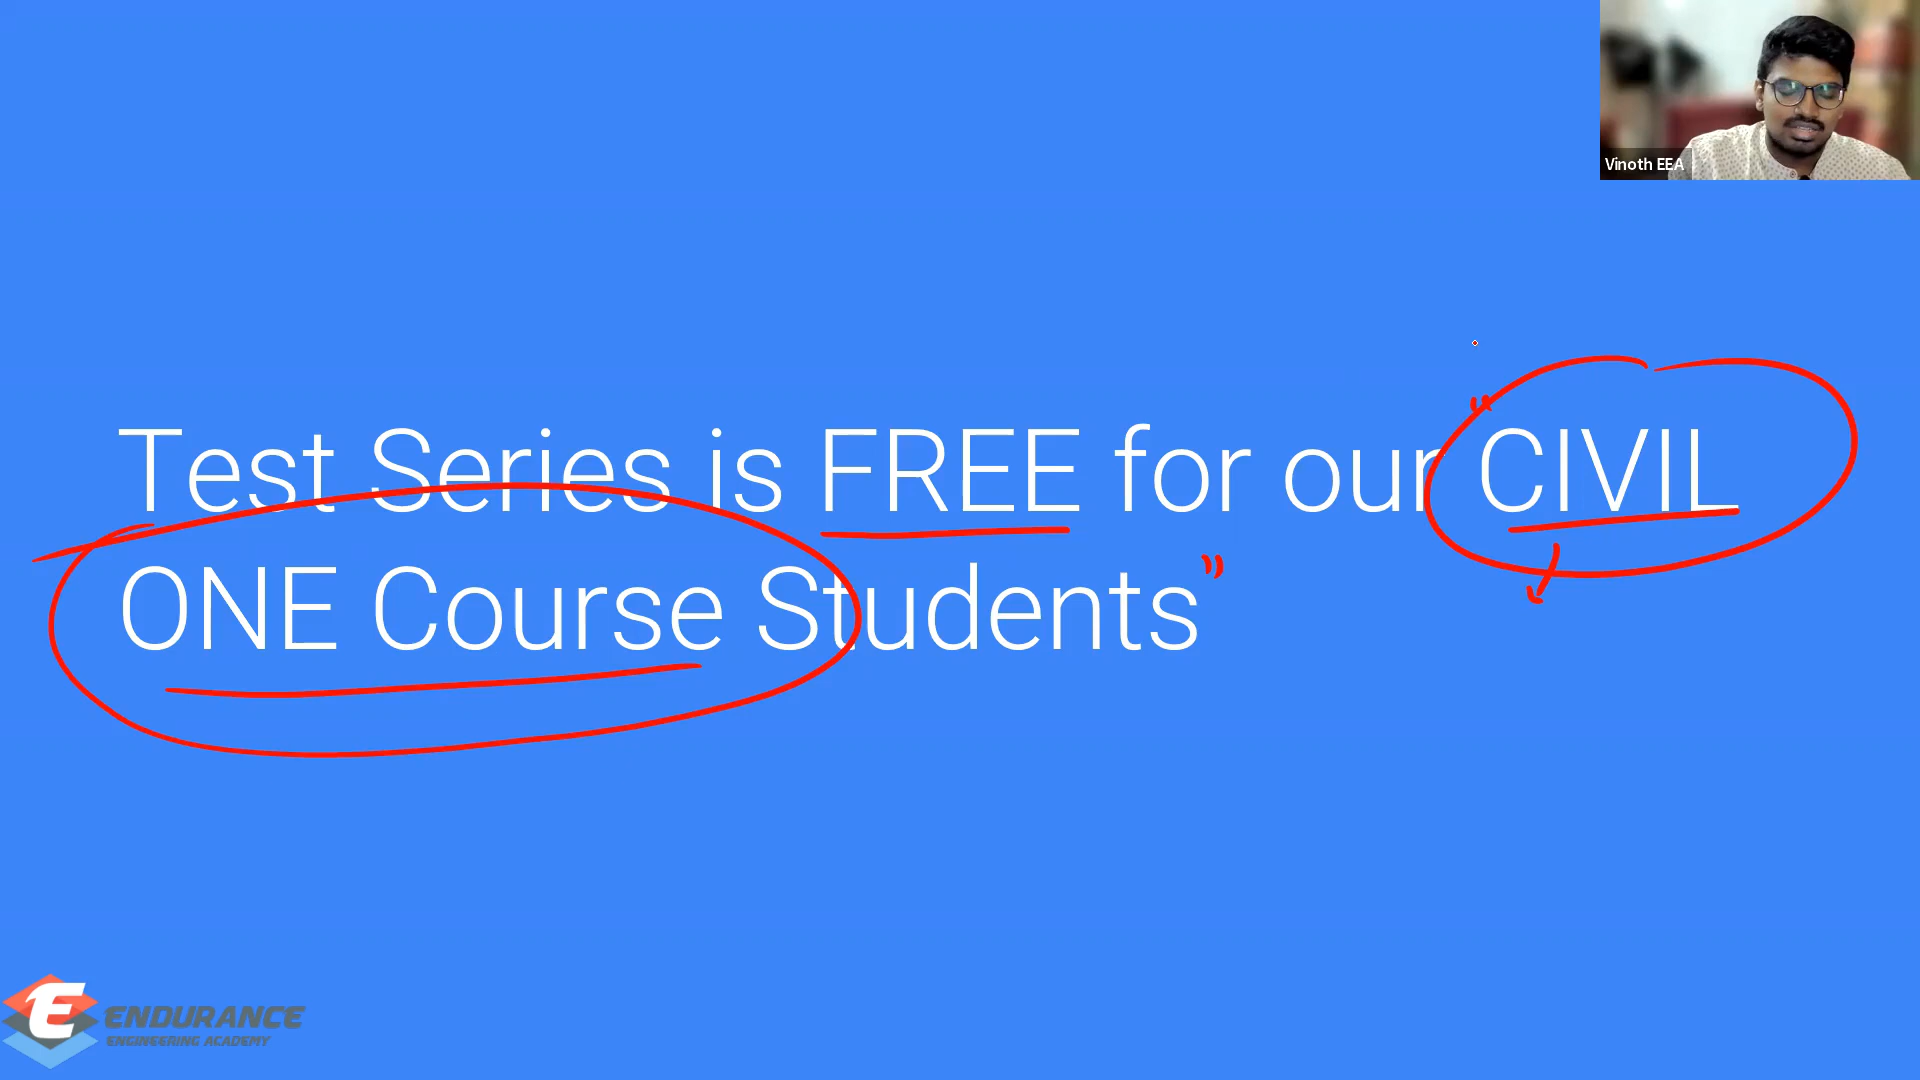 Vinoth EEA
Test Series is FREE for our "CIVIL
ONE Course Students"
E
ENDURANCE
ENGINEERING ACADEMY